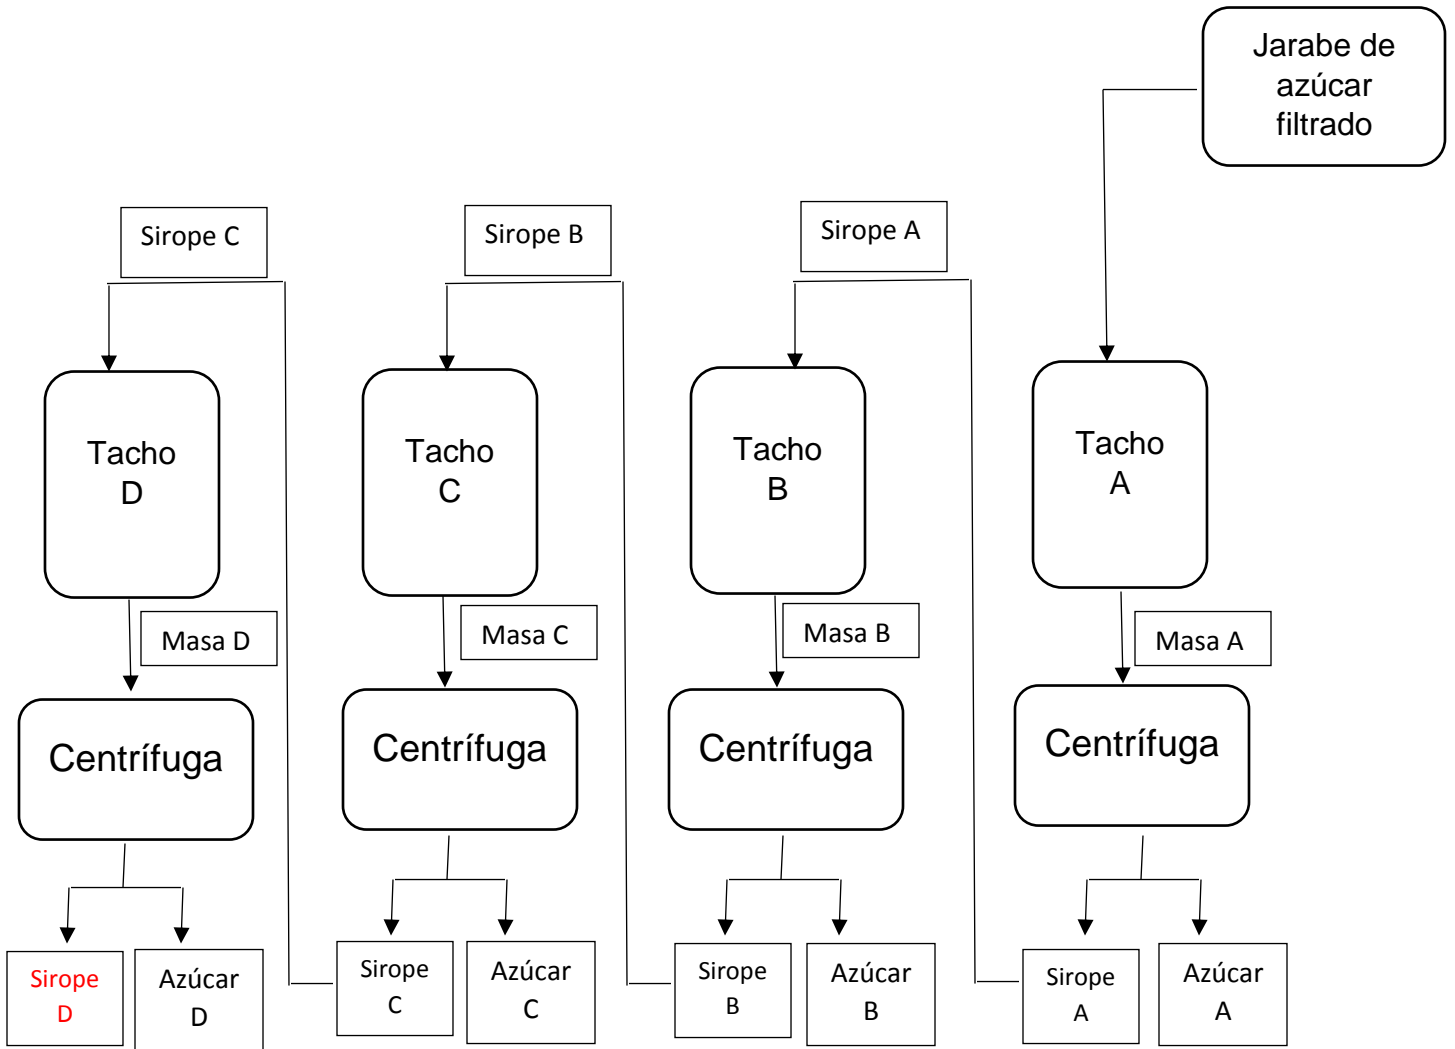 Jarabe de
azúcar
filtrado
Sirope C
Sirope B
Sirope A
Tacho
D
Tacho
C
Tacho
B
Tacho
A
Masa D
Masa C
Masa B
Masa A
Centrífuga
Centrífuga
Centrífuga
Centrífuga
Sirope
D
Azúcar
D
Sirope
C
Azúcar
C
Sirope
B
Azúcar
B
Sirope
A
Azúcar
A